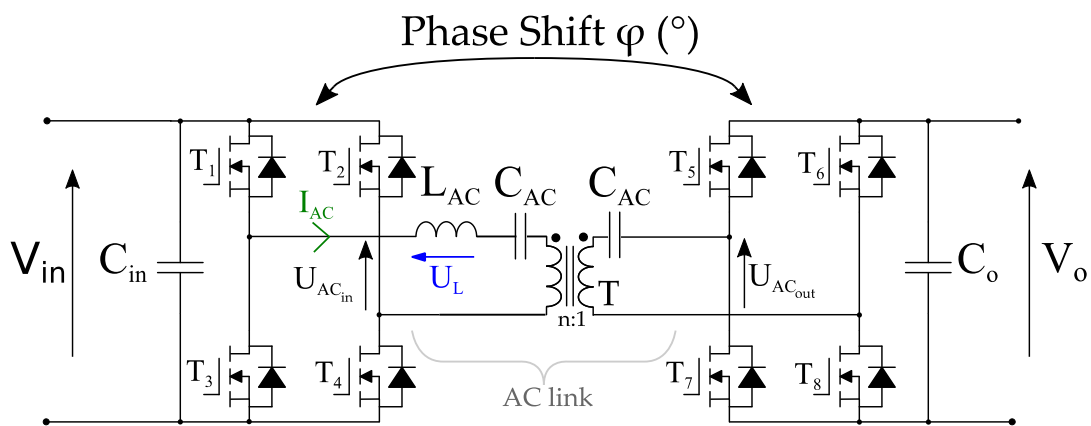 Phase Shift φ (°)
T1
T2
T5
T6
LAC
CAC
CAC
IAC
Vin
Cin
UACin
UL
T
n:1
UACout
Co
Vo
T3
T4
T7
T8
AC link